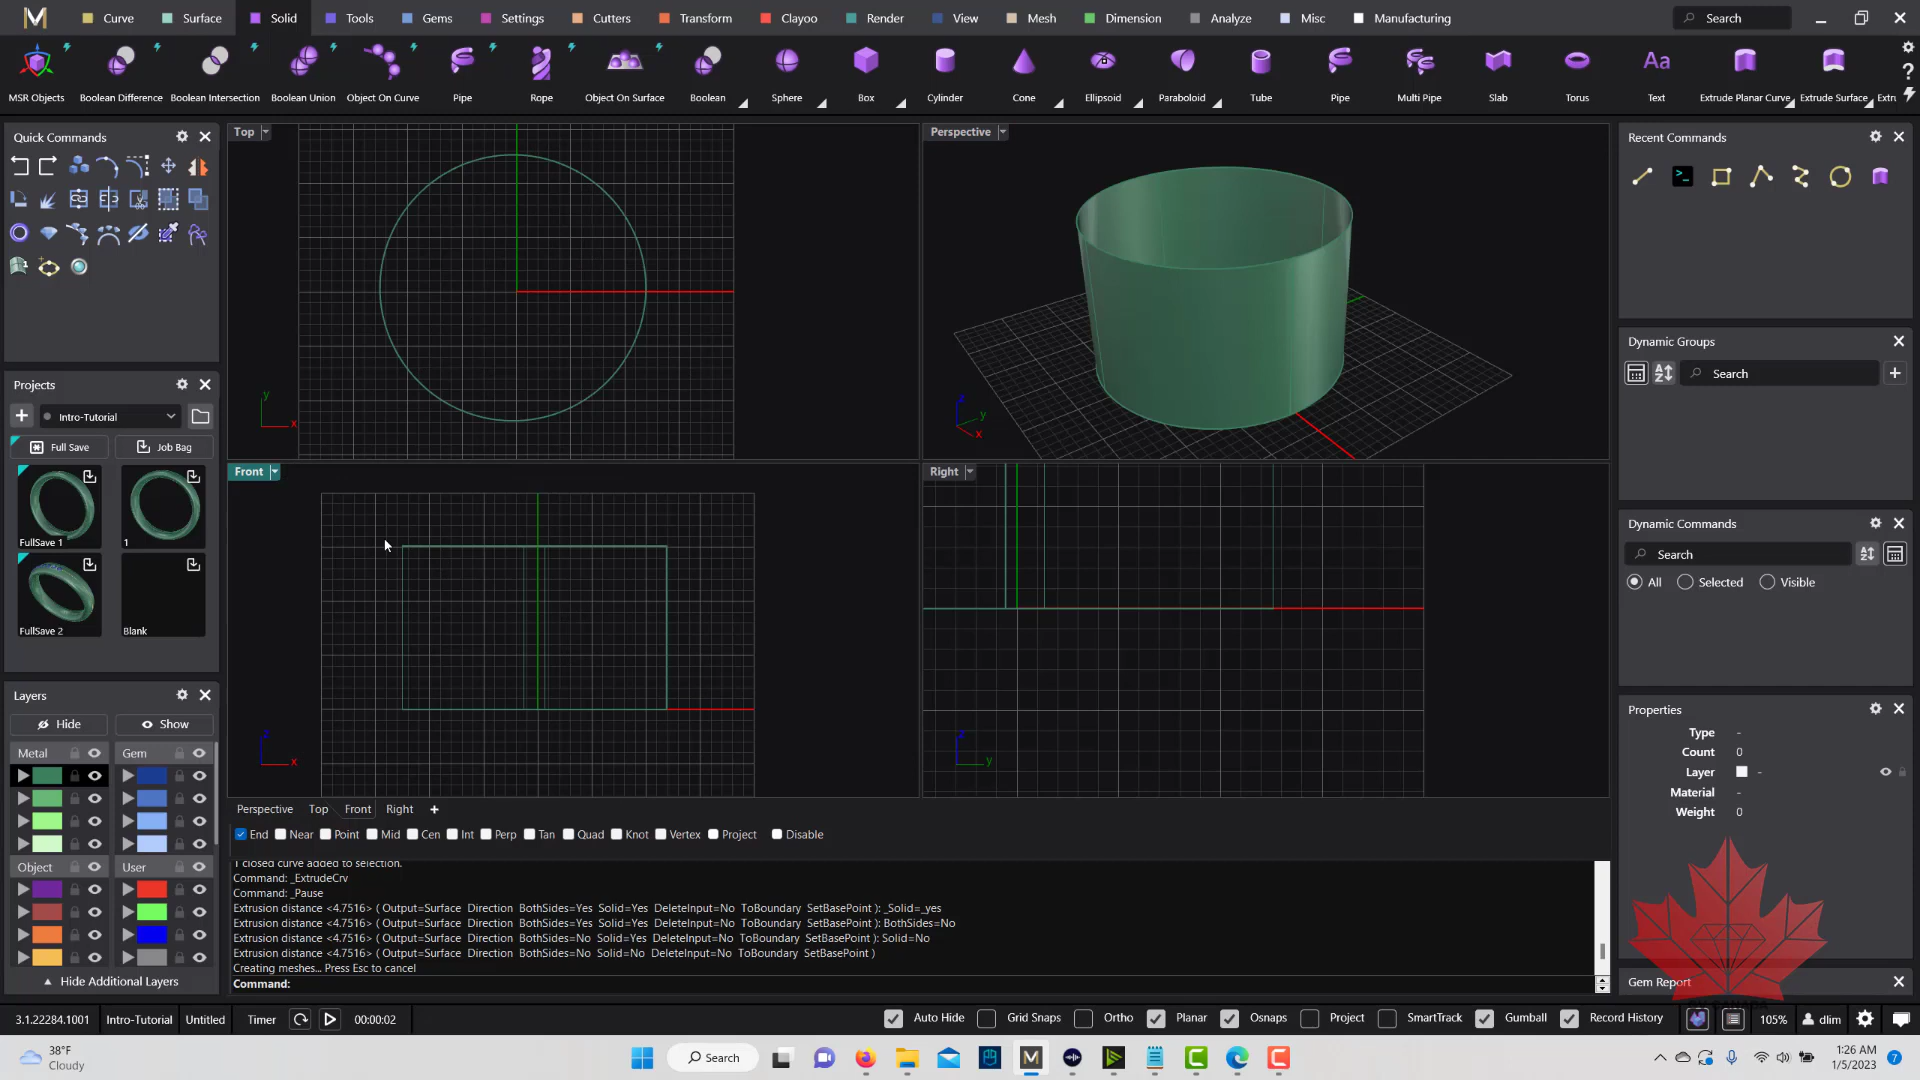 Curve
Surface
Solid
Tools
Gems
Settings
Cutters
Transform
Clayoo
Render
View
Mesh
Dimension
Analyze
Misc
Manufacturing
Search
MSR Objects
Boolean Difference
Boolean Intersection
Boolean Union
Object On Curve
Pipe
Rope
Object On Surface
Boolean
Sphere
Box
Cylinder
Cone
Ellipsoid
Paraboloid
Tube
Pipe
Multi Pipe
Slab
Torus
Text
Extrude Planar Curve
Extrude Surface
Extr
Quick Commands
Top
Perspective
Recent Commands
Dynamic Groups
Search
Projects
Intro-Tutorial
Full Save
Job Bag
FullSave 1
1
FullSave 2
Blank
Front
Right
Dynamic Commands
Search
All
Selected
Visible
Layers
Hide
Show
Metal
Gem
Object
User
Hide Additional Layers
Properties
Type -
Count 0
Layer -
Material -
Weight 0
Gem Report
Perspective Top Front Right +
End Near Point Mid Cen Int Perp Tan Quad Knot Vertex Project Disable
1 closed curve added to selection.
Command: _ExtrudeCrv
Command: _Pause
Extrusion distance <4.7516> ( Output=Surface Direction BothSides=Yes Solid=Yes DeleteInput=No ToBoundary SetBasePoint ): _Solid=_yes
Extrusion distance <4.7516> ( Output=Surface Direction BothSides=Yes Solid=Yes DeleteInput=No ToBoundary SetBasePoint ): BothSides=No
Extrusion distance <4.7516> ( Output=Surface Direction BothSides=No Solid=Yes DeleteInput=No ToBoundary SetBasePoint ): Solid=No
Extrusion distance <4.7516> ( Output=Surface Direction BothSides=No Solid=No DeleteInput=No ToBoundary SetBasePoint )
Creating meshes... Press Esc to cancel
Command:
3.1.22284.1001 Intro-Tutorial Untitled Timer 00:00:02
Auto Hide Grid Snaps Ortho Planar Osnaps Project SmartTrack Gumball Record History 105% dlim
38°F
Cloudy
Search
1:26 AM
1/5/2023
7